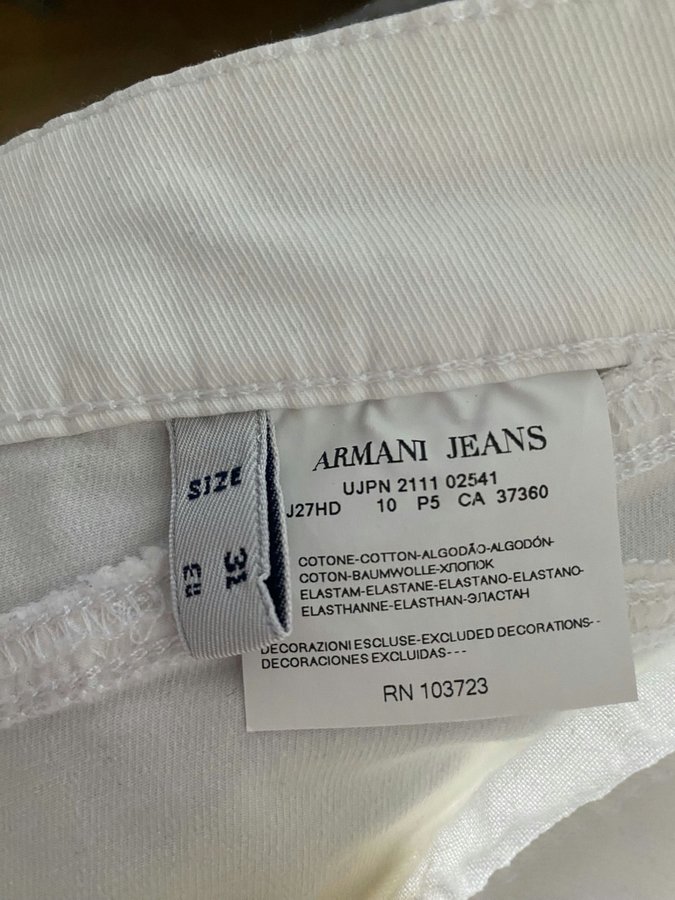 SIZE
31
EU
ARMANI JEANS
UJPN 2111 02541
J27HD 10 P5 CA 37360
COTONE-COTTON-ALGODÃO-ALGODÓN-
COTON-BAUMWOLLE-ХЛОПОК
ELASTAM-ELASTANE-ELASTANO-ELASTANO-
ELASTHANNE-ELASTHAN-ЭЛАСТАН
DECORAZIONI ESCLUSE-EXCLUDED DECORATIONS--
DECORACIONES EXCLUIDAS---
RN 103723